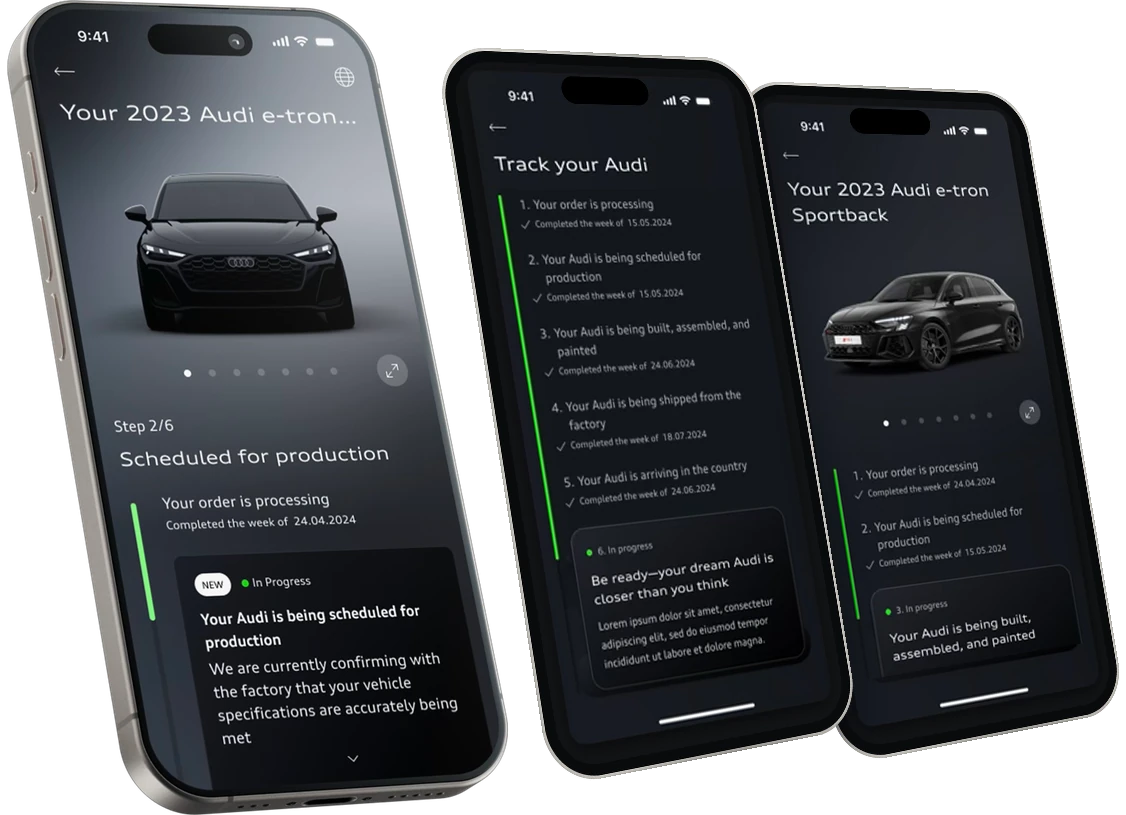 9:41
Your 2023 Audi e-tron...
Step 2/6
Scheduled for production
Your order is processing
Completed the week of 24.04.2024
NEW
In Progress
Your Audi is being scheduled for
production
We are currently confirming with
the factory that your vehicle
specifications are accurately being
met
9:41
Track your Audi
1. Your order is processing
Completed the week of 15.05.2024
2. Your Audi is being scheduled for
production
Completed the week of 15.05.2024
3. Your Audi is being built, assembled, and
painted
Completed the week of 24.06.2024
4. Your Audi is being shipped from the
factory
Completed the week of 18.07.2024
5. Your Audi is arriving in the country
Completed the week of 24.06.2024
6. In progress
Be ready—your dream Audi is
closer than you think
Lorem ipsum dolor sit amet, consectetur
adipiscing elit, sed do eiusmod tempor
incididunt ut labore et dolore magna.
9:41
Your 2023 Audi e-tron
Sportback
1. Your order is processing
Completed the week of 24.04.2024
2. Your Audi is being scheduled for
production
Completed the week of 15.05.2024
3. In progress
Your Audi is being built,
assembled, and painted